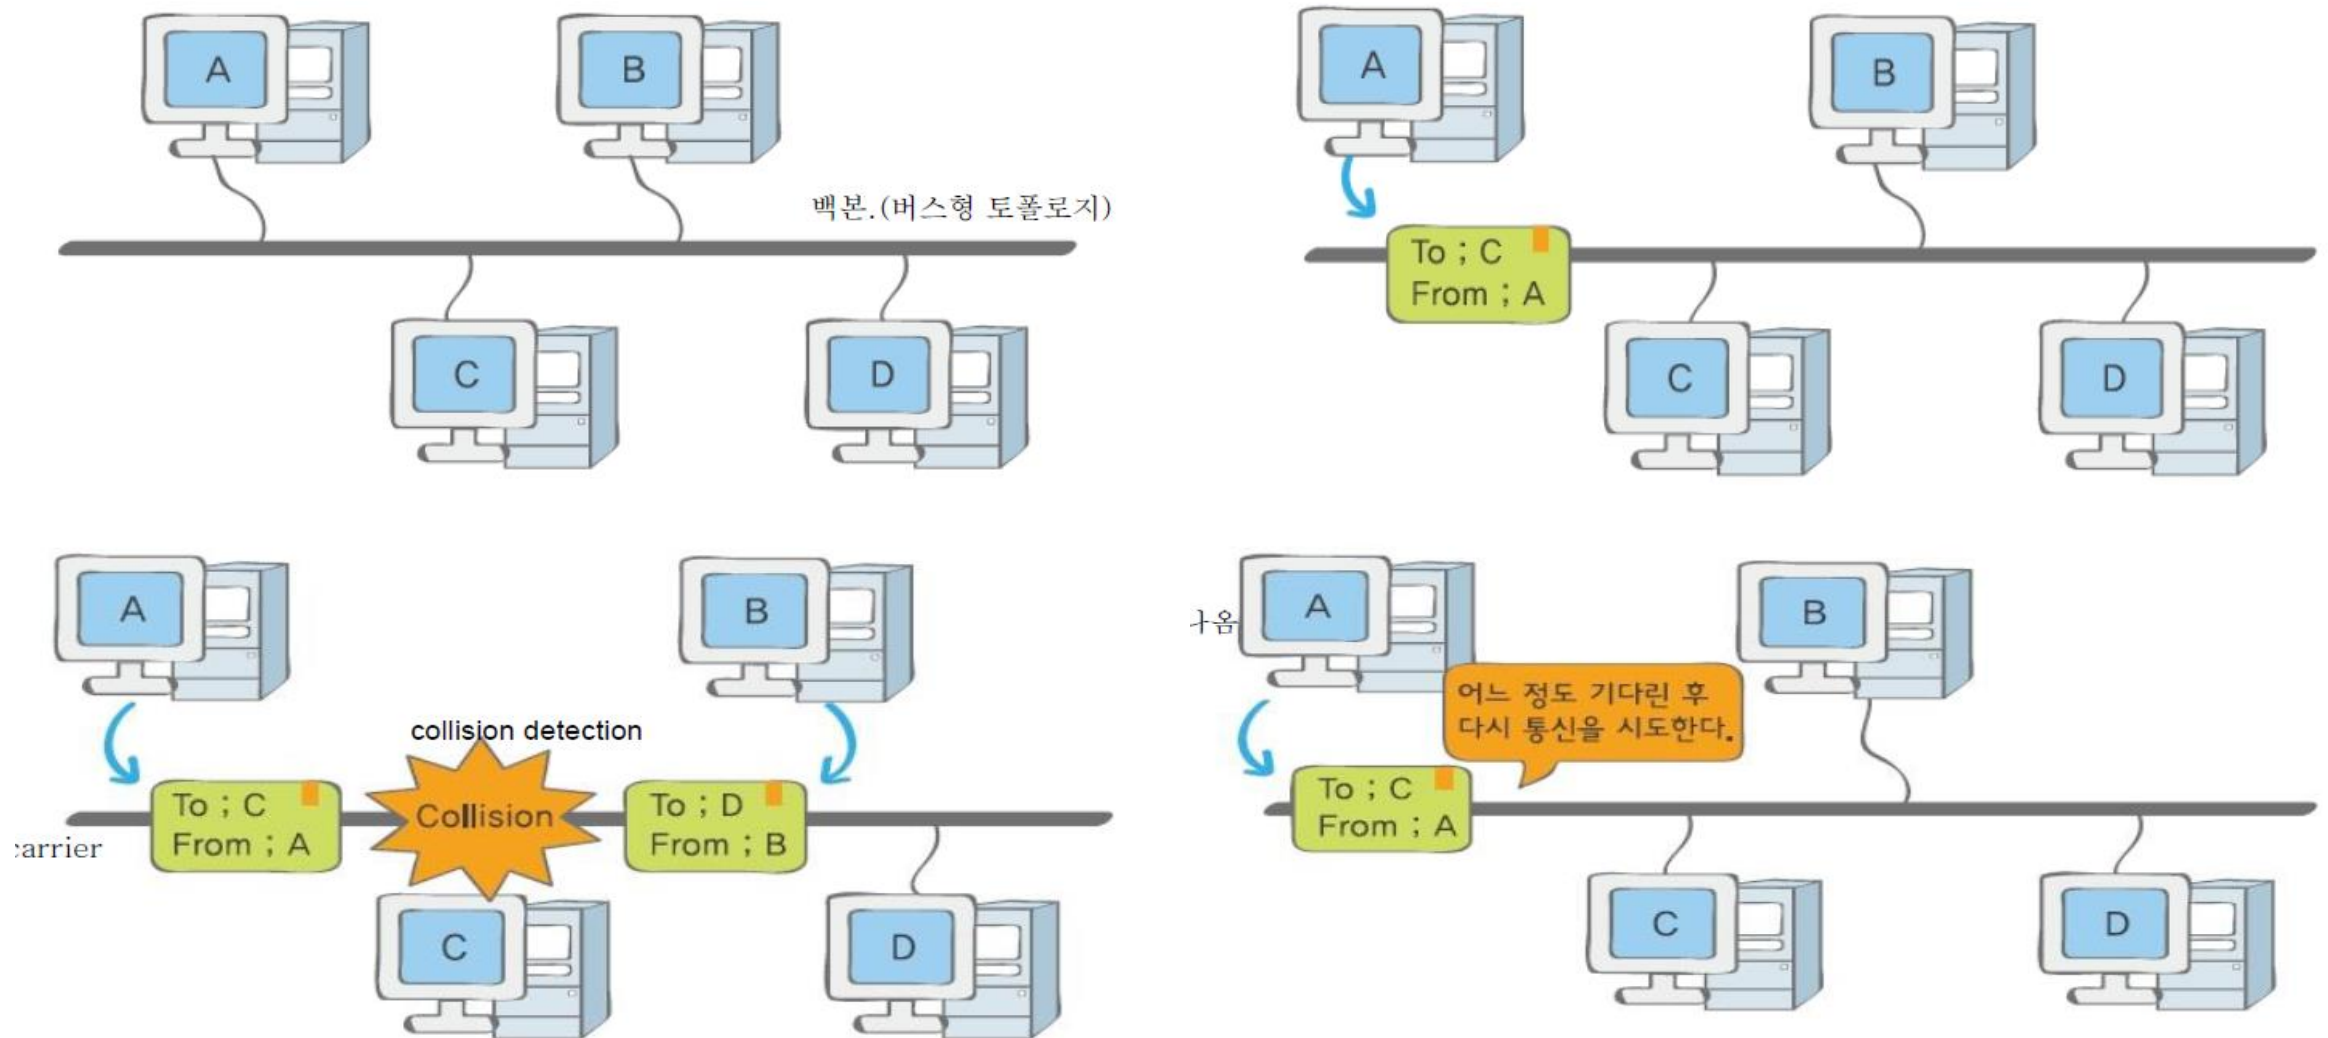 A
B
백본.(버스형 토폴로지)
C
D
A
B
To ; C
From ; A
C
D
A
B
collision detection
To ; C
From ; A
Collision
To ; D
From ; B
C
D
A
B
어느 정도 기다린 후
다시 통신을 시도한다.
To ; C
From ; A
C
D